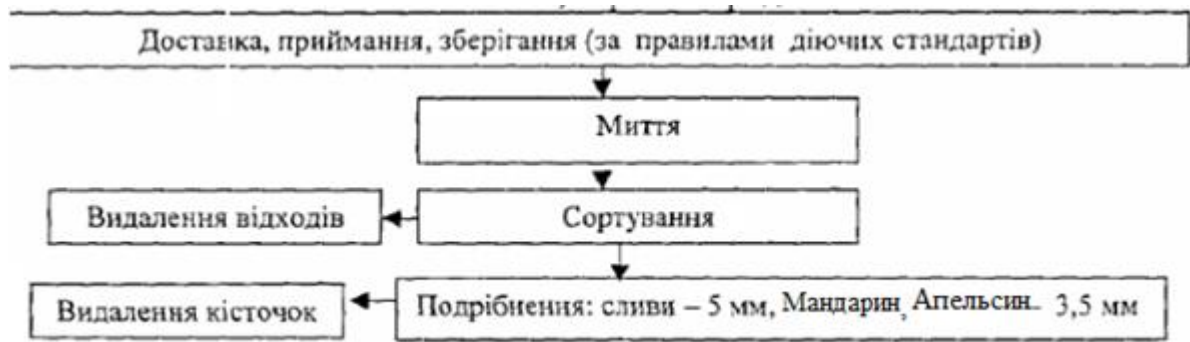 Доставка, приймання, зберігання (за правилами діючих стандартів)
Миття
Видалення відходів
Сортування
Видалення кісточок
Подрібнення: сливи – 5 мм, Мандарин, Апельсин– 3,5 мм